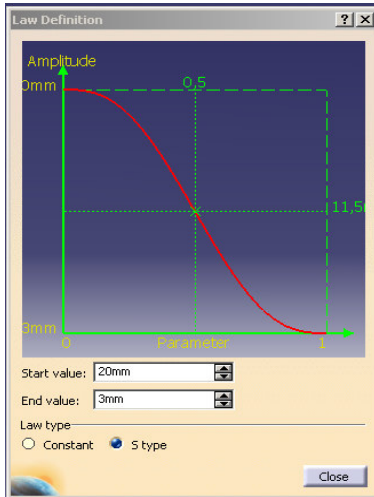 Law Definition
Amplitude
0mm
0,5
11,5
3mm
0
Parameter
1
Start value: 20mm
End value: 3mm
Law type
Constant
S type
Close